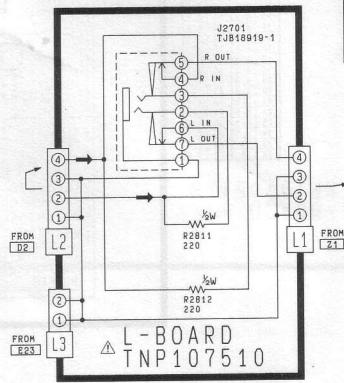 J2701
TJB18919-1
5
R OUT
4
R IN
3
2
6
L IN
7
L OUT
1
4
3
2
1
FROM
D2
L2
4
3
2
1
L1
FROM
Z1
1/2W
R2811
220
1/2W
R2812
220
2
1
FROM
E23
L3
L-BOARD
TNP107510